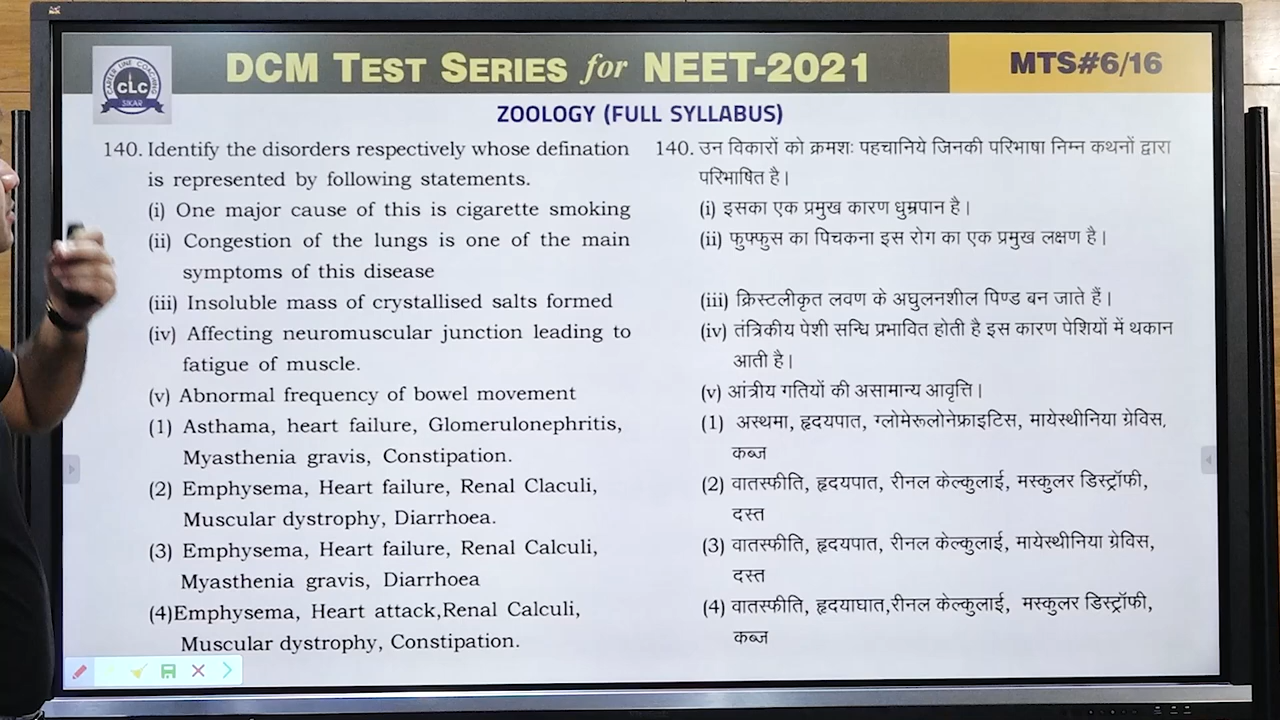 DCM TEST SERIES for NEET-2021
MTS#6/16
CAREER LINE COACHING
CLC
SIKAR
ZOOLOGY (FULL SYLLABUS)
140. Identify the disorders respectively whose defination
is represented by following statements.
(i) One major cause of this is cigarette smoking
(ii) Congestion of the lungs is one of the main
symptoms of this disease
(iii) Insoluble mass of crystallised salts formed
(iv) Affecting neuromuscular junction leading to
fatigue of muscle.
(v) Abnormal frequency of bowel movement
(1) Asthama, heart failure, Glomerulonephritis,
Myasthenia gravis, Constipation.
(2) Emphysema, Heart failure, Renal Claculi,
Muscular dystrophy, Diarrhoea.
(3) Emphysema, Heart failure, Renal Calculi,
Myasthenia gravis, Diarrhoea
(4)Emphysema, Heart attack,Renal Calculi,
Muscular dystrophy, Constipation.
140. उन विकारों को क्रमशः पहचानिये जिनकी परिभाषा निम्न कथनों द्वारा
परिभाषित है।
(i) इसका एक प्रमुख कारण धुम्रपान है।
(ii) फुफ्फुस का पिचकना इस रोग का एक प्रमुख लक्षण है।
(iii) क्रिस्टलीकृत लवण के अघुलनशील पिण्ड बन जाते हैं।
(iv) तंत्रिकीय पेशी सन्धि प्रभावित होती है इस कारण पेशियों में थकान
आती है।
(v) आंत्रीय गतियों की असामान्य आवृत्ति।
(1) अस्थमा, हृदयपात, ग्लोमेरूलोनेफ्राइटिस, मायेस्थीनिया ग्रेविस,
कब्ज
(2) वातस्फीति, हृदयपात, रीनल केल्कुलाई, मस्कुलर डिस्ट्रॉफी,
दस्त
(3) वातस्फीति, हृदयपात, रीनल केल्कुलाई, मायेस्थीनिया ग्रेविस,
दस्त
(4) वातस्फीति, हृदयाघात,रीनल केल्कुलाई, मस्कुलर डिस्ट्रॉफी,
कब्ज